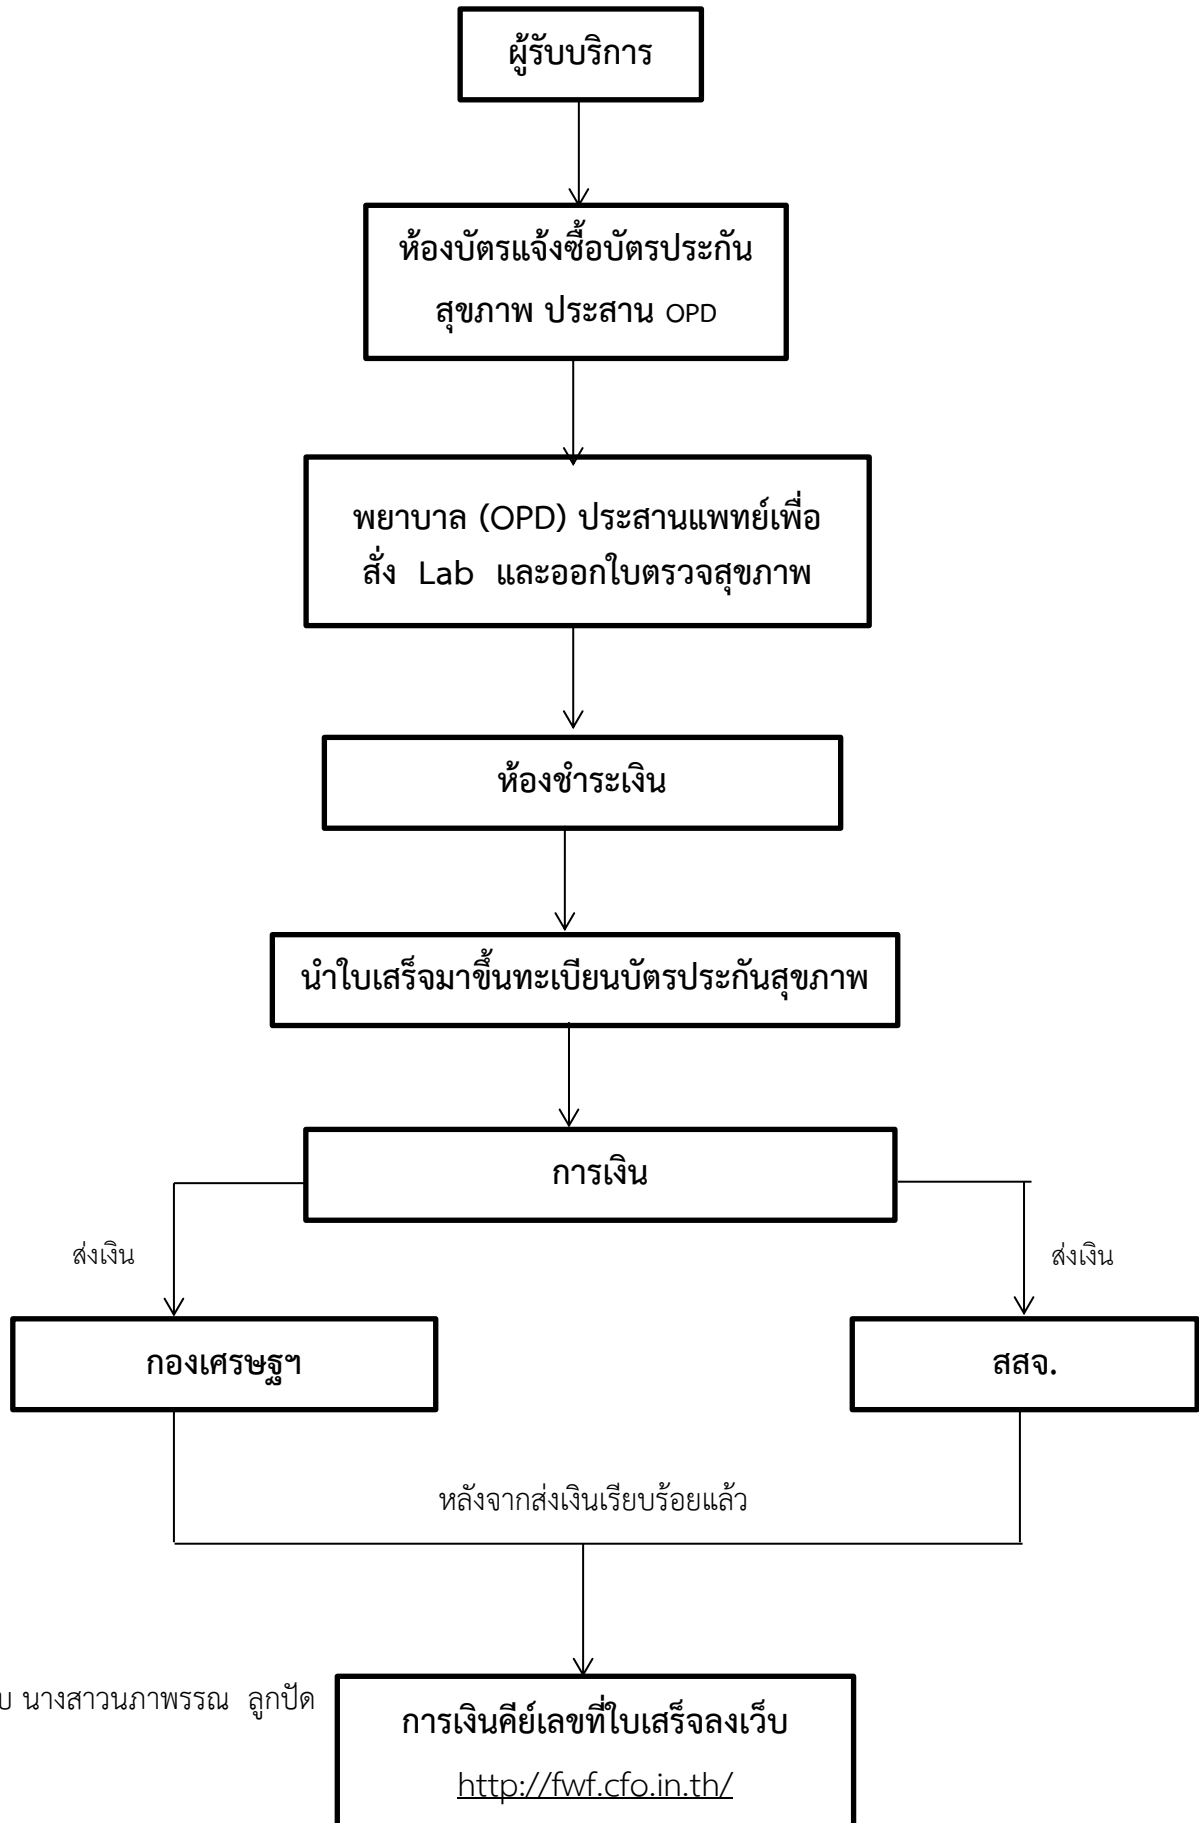 ผู้รับบริการ
ห้องบัตรแจ้งซื้อบัตรประกัน
สุขภาพ ประสาน OPD
พยาบาล (OPD) ประสานแพทย์เพื่อ
สั่ง Lab และออกใบตรวจสุขภาพ
ห้องชำระเงิน
นำใบเสร็จมาขึ้นทะเบียนบัตรประกันสุขภาพ
การเงิน
ส่งเงิน
ส่งเงิน
กองเศรษฐฯ
สสจ.
หลังจากส่งเงินเรียบร้อยแล้ว
นางสาวนภาพรรณ ลูกปัด
การเงินคีย์เลขที่ใบเสร็จลงเว็บ
http://fwf.cfo.in.th/